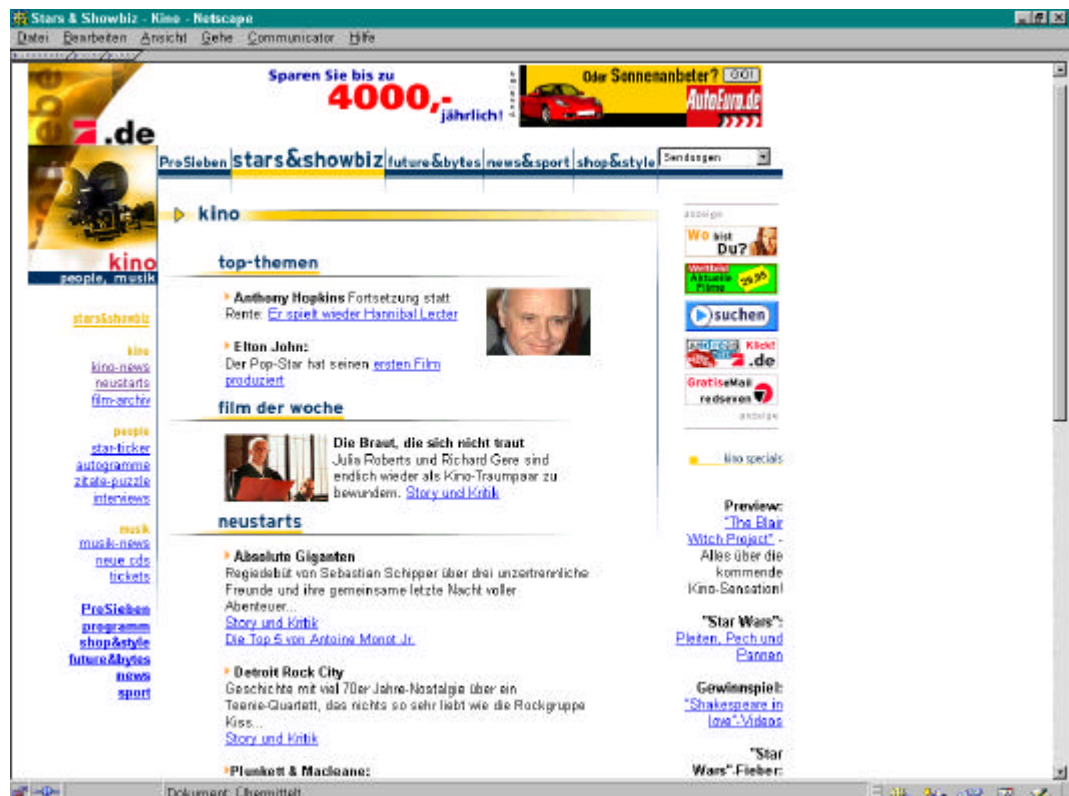 Stars & Showbiz - Kino - Netscape
Datei Bearbeiten Ansicht Gehe Communicator Hilfe
Sparen Sie bis zu
4000,-
jährlich!
Oder Sonnenanbeter? GO!
AutoEuro.de
.de
ProSieben stars&showbiz future&bytes news&sport shop&style Sendungen
kino
people, musik
stars&showbiz
kino
kino-news
neustarts
film-archiv
people
star-ticker
autogramme
zitate-puzzle
interviews
musik
musik-news
neue cds
tickets
ProSieben
programm
shop&style
future&bytes
news
sport
kino
top-themen
Anthony Hopkins Fortsetzung statt
Rente: Er spielt wieder Hannibal Lecter
Elton John:
Der Pop-Star hat seinen ersten Film
produziert
film der woche
Die Braut, die sich nicht traut
Julia Roberts und Richard Gere sind
endlich wieder als Kino-Traumpaar zu
bewundern. Story und Kritik
neustarts
Absolute Giganten
Regiedebüt von Sebastian Schipper über drei unzertrennliche
Freunde und ihre gemeinsame letzte Nacht voller
Abenteuer...
Story und Kritik
Die Top 5 von Antoine Monot Jr.
Detroit Rock City
Geschichte mit viel 70er Jahre-Nostalgie über ein
Teenie-Quartett, das nichts so sehr liebt wie die Rockgruppe
Kiss...
Story und Kritik
Plunkett & Macleane:
anzeige
Wo bist
Du?
Weltweit
Aktuelle
Filme
29.95
suchen
Klick!
.de
Gratis eMail
redseven
anzeige
kino specials
Preview:
"The Blair
Witch Project" -
Alles über die
kommende
Kino-Sensation!
"Star Wars":
Pleiten, Pech und
Pannen
Gewinnspiel:
"Shakespeare in
love"-Videos
"Star
Wars"-Fieber:
Dokument: Übermittelt